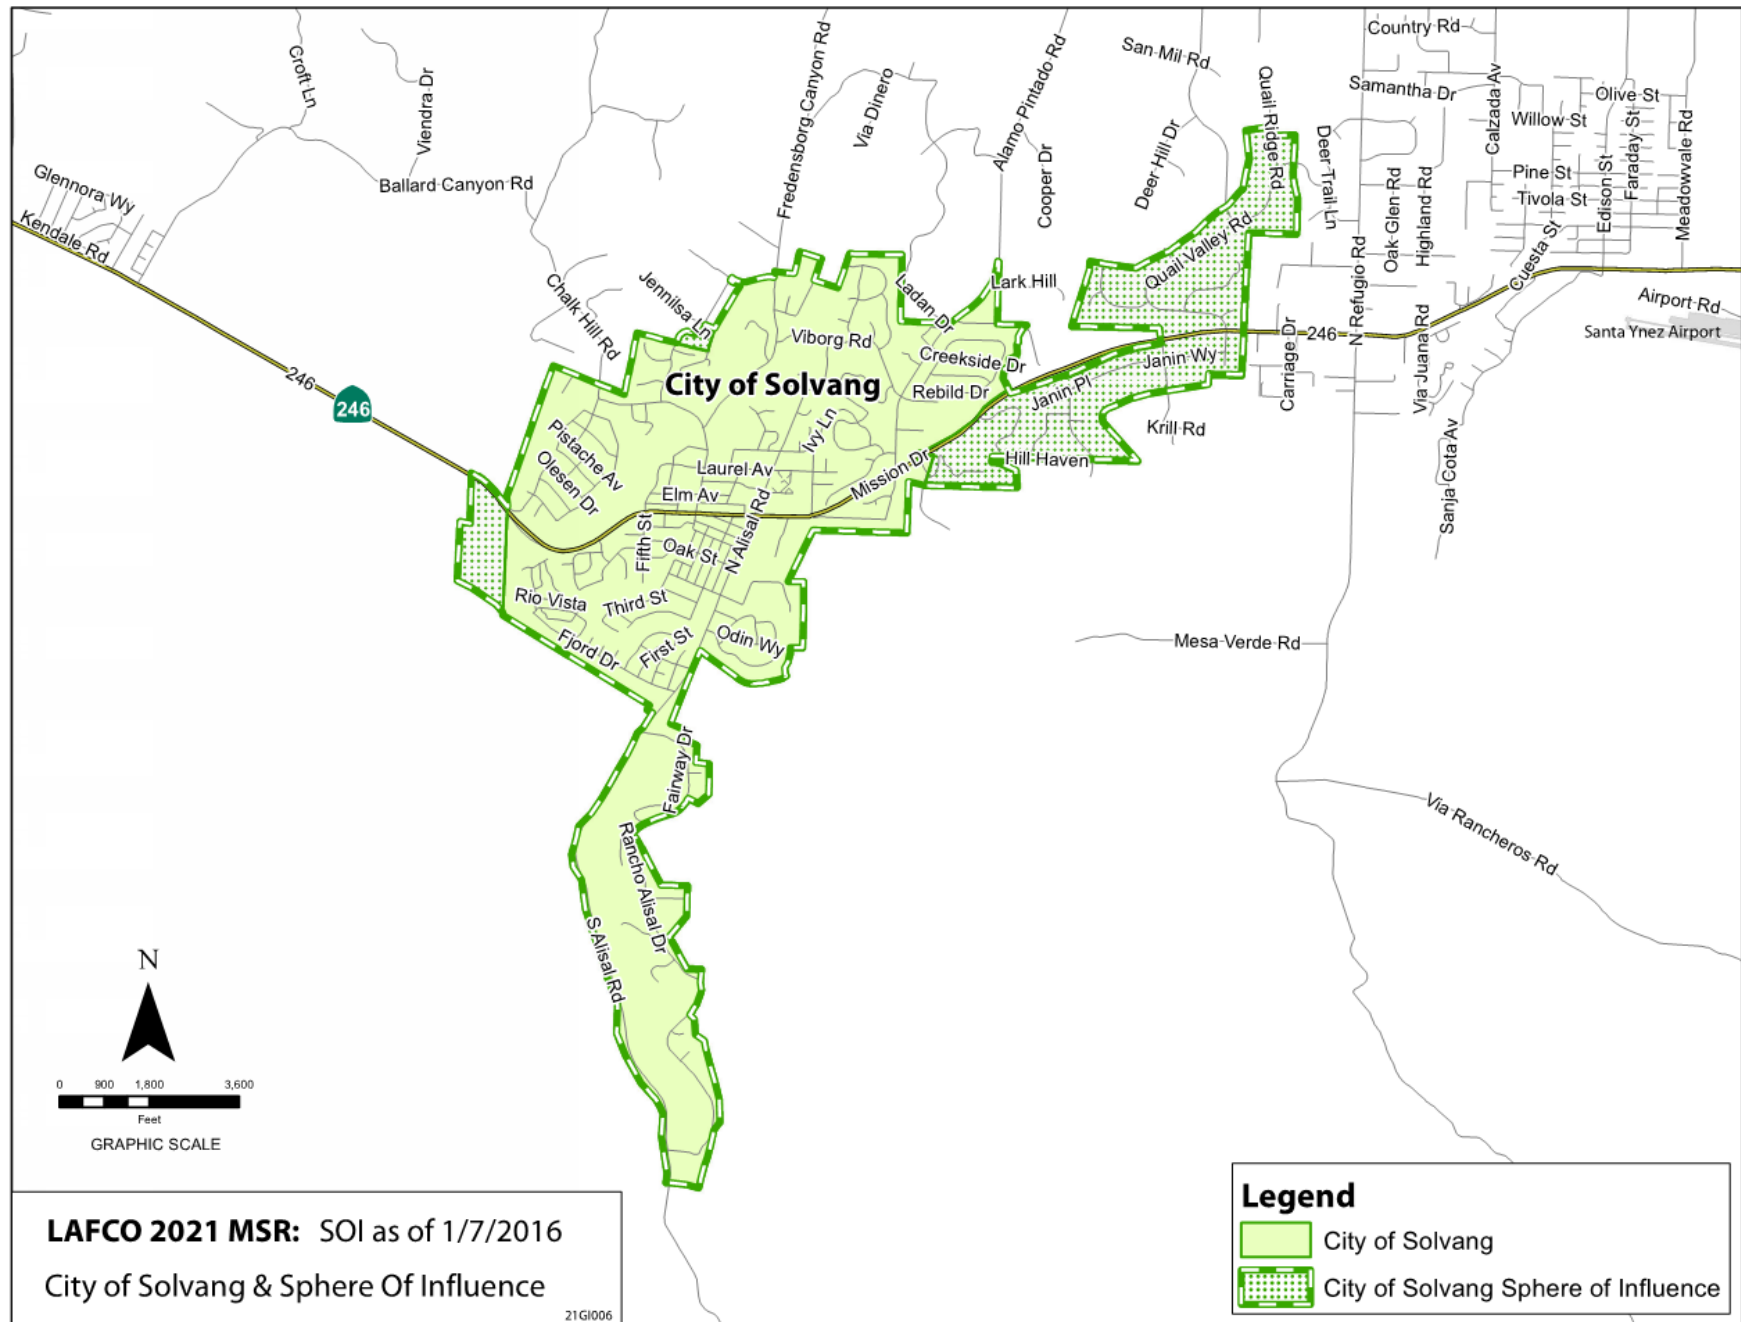 Country Rd
San Mil Rd
Croft Ln
Viendra Dr
Fredensborg Canyon Rd
Via Dinero
Alamo Pintado Rd
Quail Ridge Rd
Samantha Dr
Calzada Av
Olive St
Willow St
Faraday St
Meadowvale Rd
Deer Hill Dr
Cooper Dr
Deer Trail Ln
Glennora Wy
Ballard Canyon Rd
Pine St
Oak Glen Rd
Highland Rd
Tivola St
Edison St
Kendale Rd
Quail Valley Rd
N Refugio Rd
Cuesta St
Lark Hill
Jennilsa Ln
Ladan Dr
Chalk Hill Rd
Airport Rd
Santa Ynez Airport
246
Viborg Rd
Creekside Dr
Janin Wy
Carriage Dr
Via Juana Rd
City of Solvang
246
246
Rebild Dr
Janin Pl
Ivy Ln
Krill Rd
Pistache Av
Olesen Dr
Laurel Av
Mission Dr
Hill Haven
Sanja Cota Av
Elm Av
N Alisal Rd
Fifth St
Oak St
Rio Vista
Third St
Fjord Dr
First St
Odin Wy
Mesa Verde Rd
Fairway Dr
Via Rancheros Rd
Rancho Alisal Dr
S Alisal Rd
N
0 900 1,800 3,600
Feet
GRAPHIC SCALE
LAFCO 2021 MSR: SOI as of 1/7/2016
City of Solvang & Sphere Of Influence
21GI006
Legend
City of Solvang
City of Solvang Sphere of Influence